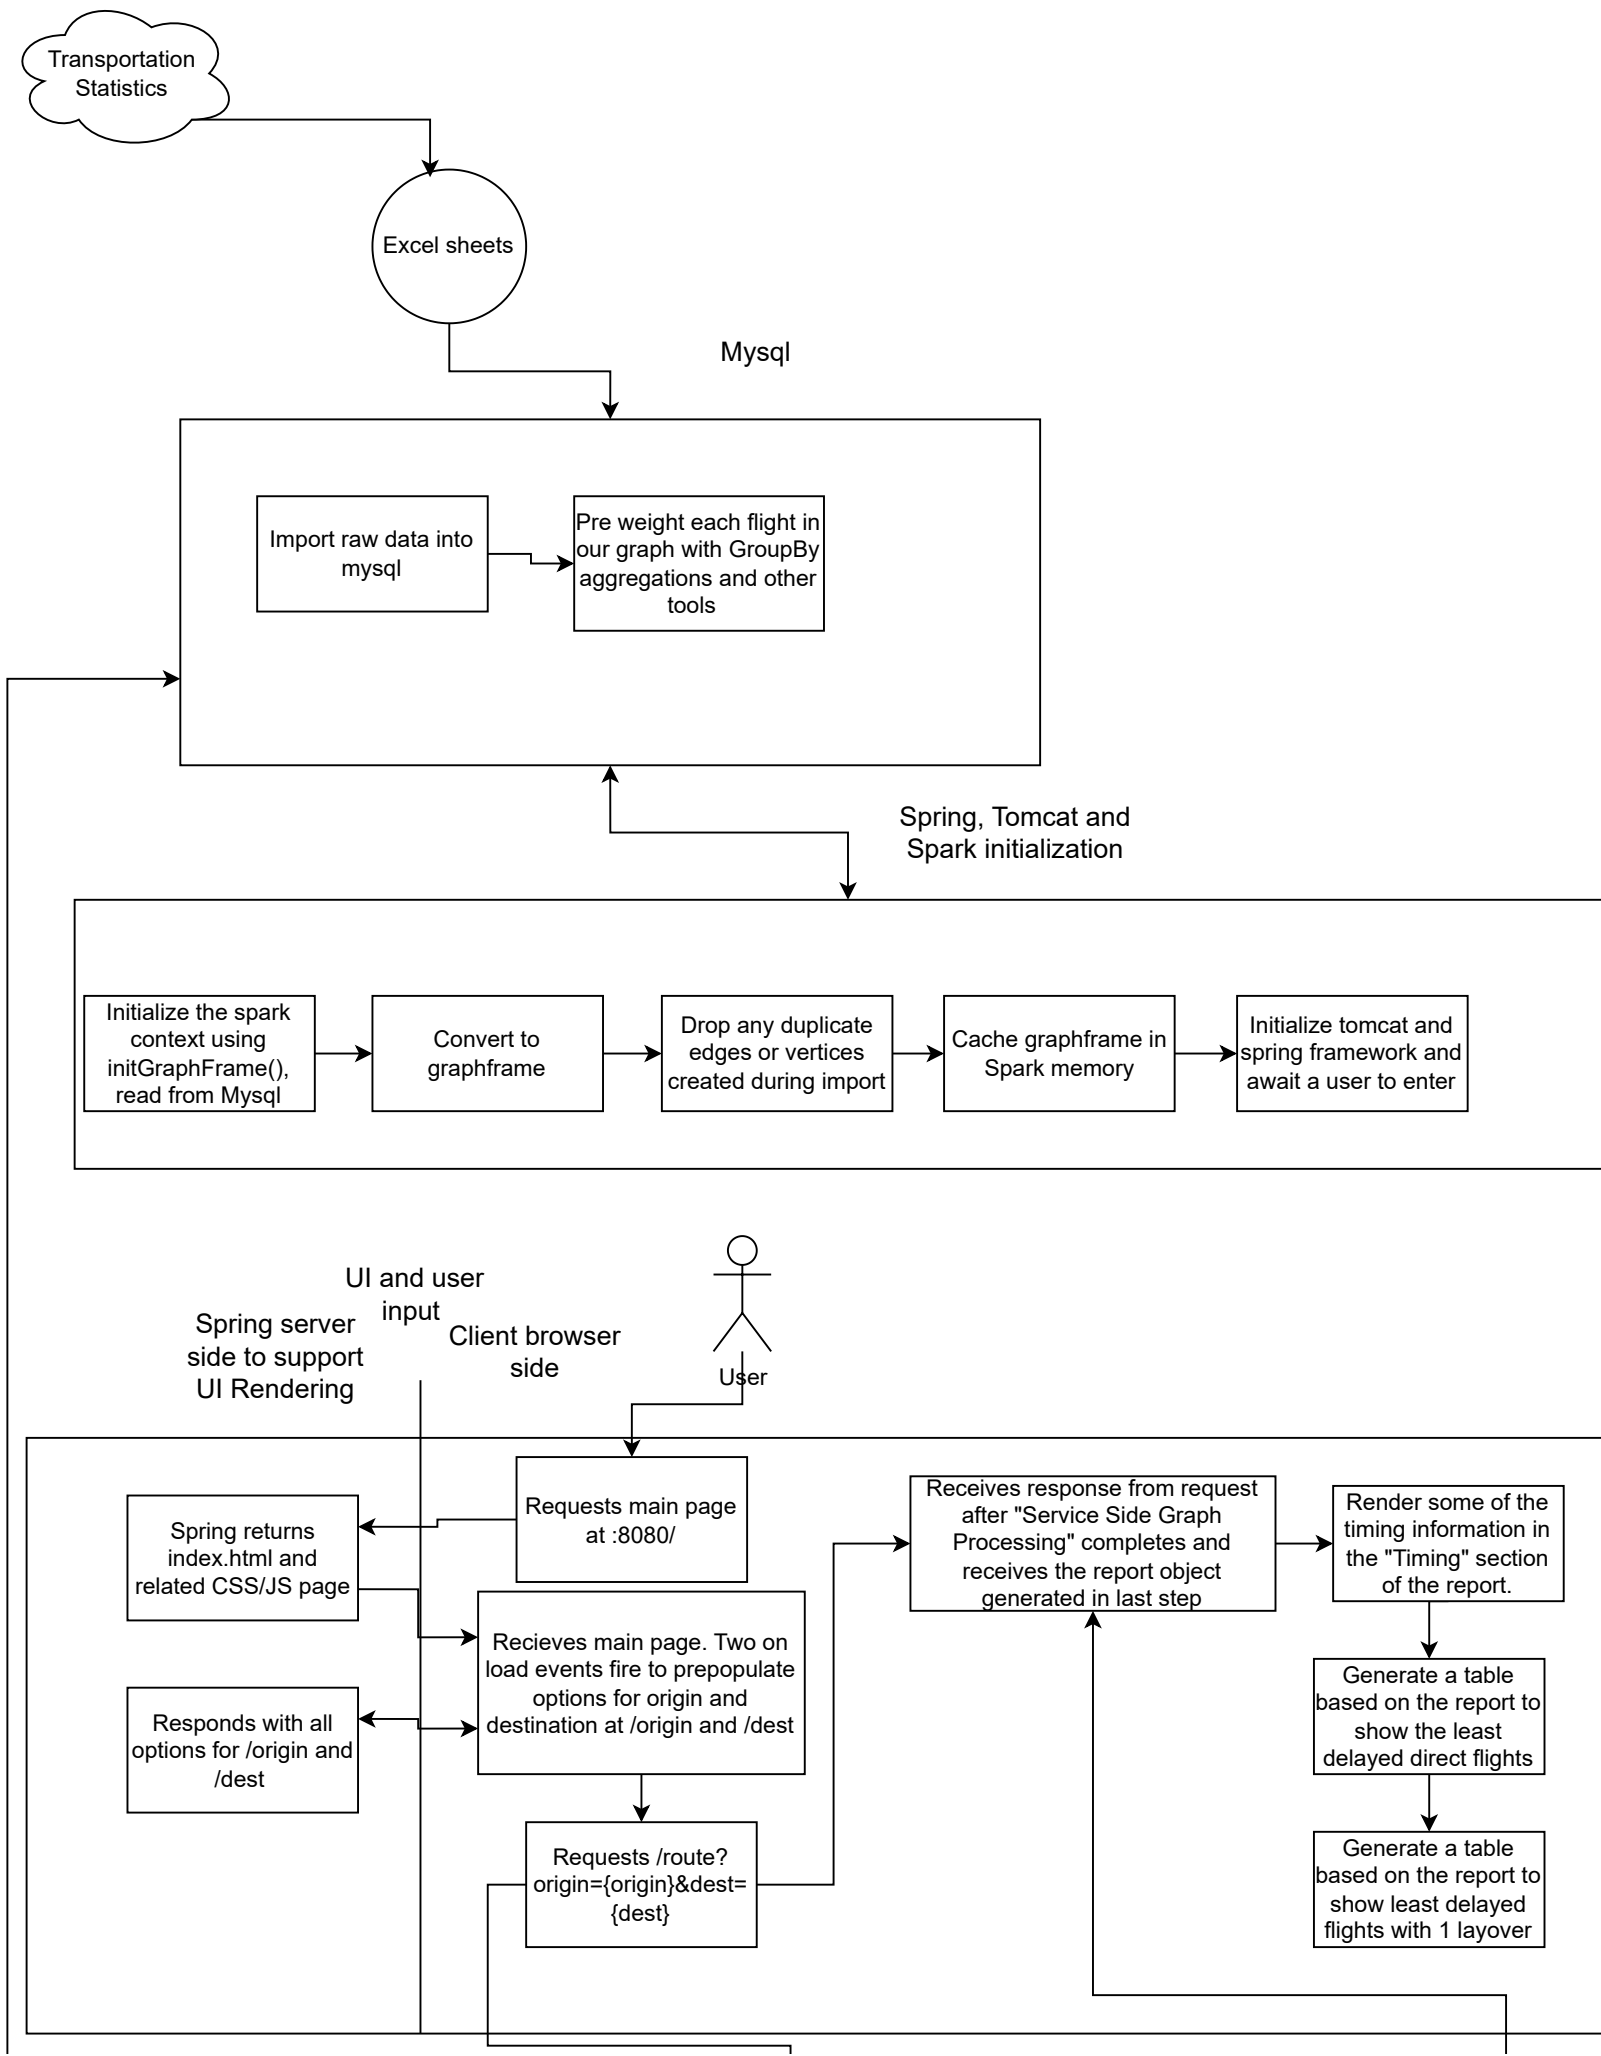 Transportation
Statistics
Excel sheets
Mysql
Import raw data into
mysql
Pre weight each flight in
our graph with GroupBy
aggregations and other
tools
Spring, Tomcat and
Spark initialization
Initialize the spark
context using
initGraphFrame(),
read from Mysql
Convert to
graphframe
Drop any duplicate
edges or vertices
created during import
Cache graphframe in
Spark memory
Initialize tomcat and
spring framework and
await a user to enter
UI and user
input
Spring server
side to support
UI Rendering
Client browser
side
User
Requests main page
at :8080/
Spring returns
index.html and
related CSS/JS page
Recieves main page. Two on
load events fire to prepopulate
options for origin and
destination at /origin and /dest
Responds with all
options for /origin and
/dest
Requests /route?
origin={origin}&dest=
{dest}
Receives response from request
after "Service Side Graph
Processing" completes and
receives the report object
generated in last step
Render some of the
timing information in
the "Timing" section
of the report.
Generate a table
based on the report to
show the least
delayed direct flights
Generate a table
based on the report to
show least delayed
flights with 1 layover